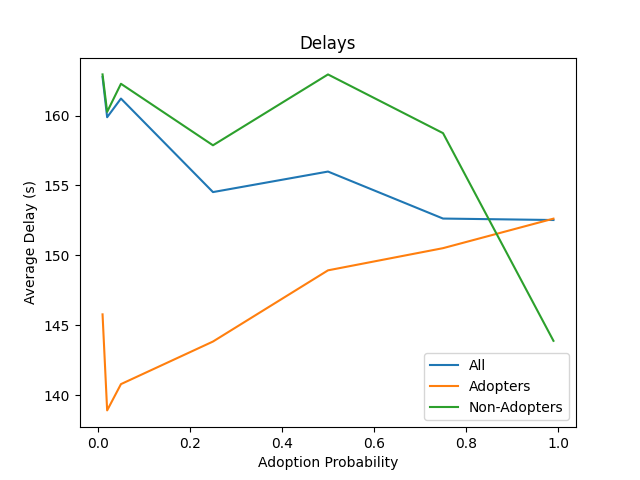 Delays
Average Delay (s)
160
155
150
145
140
0.0 0.2 0.4 0.6 0.8 1.0
Adoption Probability
All
Adopters
Non-Adopters